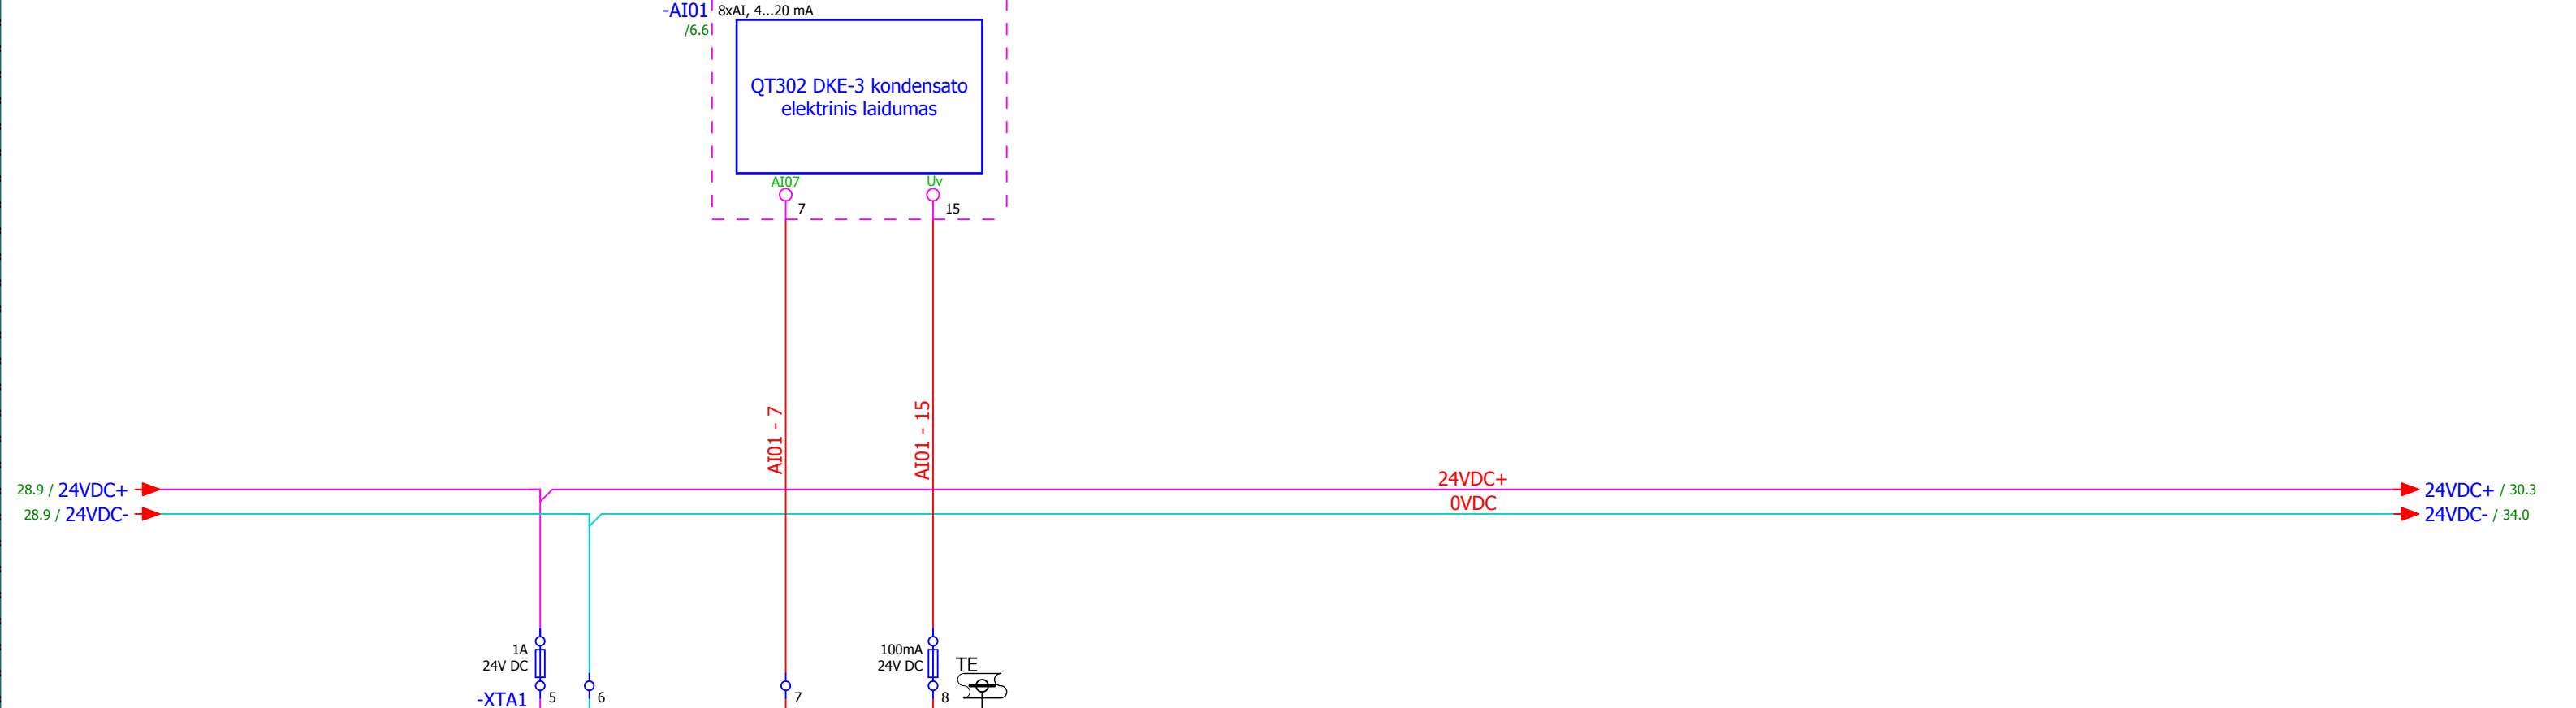 -AI01
8xAI, 4...20 mA
/6.6
QT302 DKE-3 kondensato
elektrinis laidumas
AI07
Uv
7
15
AI01 - 7
AI01 - 15
28.9 / 24VDC+
24VDC+
24VDC+ / 30.3
28.9 / 24VDC-
0VDC
24VDC- / 34.0
1A
24V DC
100mA
24V DC
TE
-XTA1
5
6
7
8